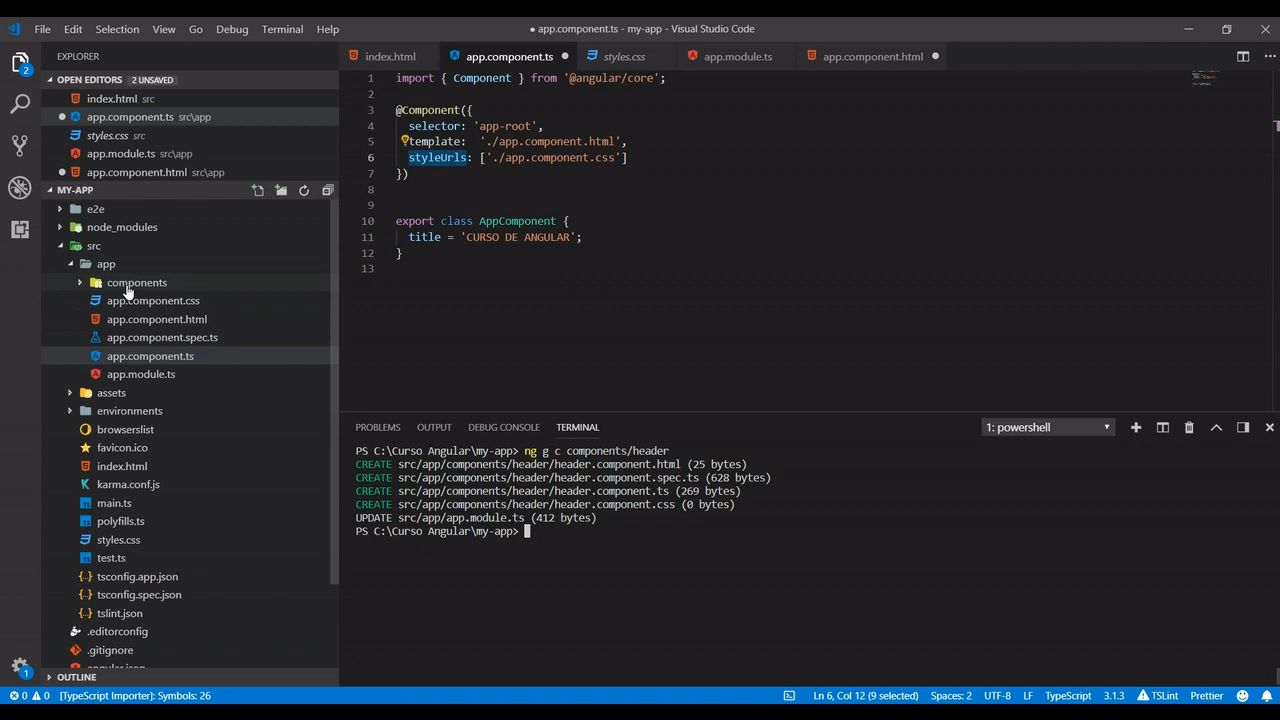 File Edit Selection View Go Debug Terminal Help
● app.component.ts - my-app - Visual Studio Code
EXPLORER
OPEN EDITORS 2 UNSAVED
index.html src
app.component.ts src\app
styles.css src
app.module.ts src\app
app.component.html src\app
MY-APP
e2e
node_modules
src
app
components
app.component.css
app.component.html
app.component.spec.ts
app.component.ts
app.module.ts
assets
environments
browserslist
favicon.ico
index.html
karma.conf.js
main.ts
polyfills.ts
styles.css
test.ts
tsconfig.app.json
tsconfig.spec.json
tslint.json
.editorconfig
.gitignore
angular.json
OUTLINE
2
1
index.html app.component.ts styles.css app.module.ts app.component.html
1 import { Component } from '@angular/core';
2
3 @Component({
4 selector: 'app-root',
5 template: './app.component.html',
6 styleUrls: ['./app.component.css']
7 })
8
9
10 export class AppComponent {
11 title = 'CURSO DE ANGULAR';
12 }
13
PROBLEMS OUTPUT DEBUG CONSOLE TERMINAL 1: powershell
PS C:\Curso Angular\my-app> ng g c components/header
CREATE src/app/components/header/header.component.html (25 bytes)
CREATE src/app/components/header/header.component.spec.ts (628 bytes)
CREATE src/app/components/header/header.component.ts (269 bytes)
CREATE src/app/components/header/header.component.css (0 bytes)
UPDATE src/app/app.module.ts (412 bytes)
PS C:\Curso Angular\my-app>
0 0 [TypeScript Importer]: Symbols: 26 Ln 6, Col 12 (9 selected) Spaces: 2 UTF-8 LF TypeScript 3.1.3 TSLint Prettier